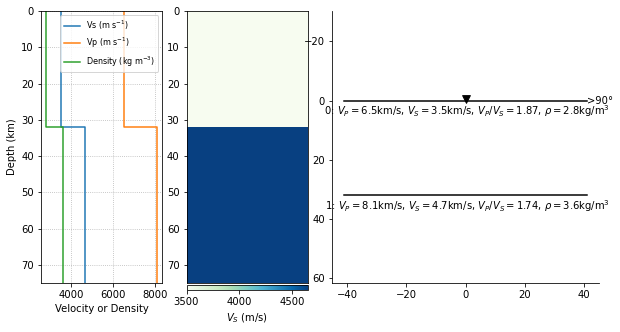 Vs (m s⁻¹)
Vp (m s⁻¹)
Density (kg m⁻³)
0
10
20
30
40
50
60
70
Depth (km)
4000 6000 8000
Velocity or Density
0
10
20
30
40
50
60
70
3500 4000 4500
V_S (m/s)
−20
0
20
40
60
>90°
0: V_P = 6.5km/s, V_S = 3.5km/s, V_P/V_S = 1.87, ρ = 2.8kg/m³
1: V_P = 8.1km/s, V_S = 4.7km/s, V_P/V_S = 1.74, ρ = 3.6kg/m³
−40 −20 0 20 40